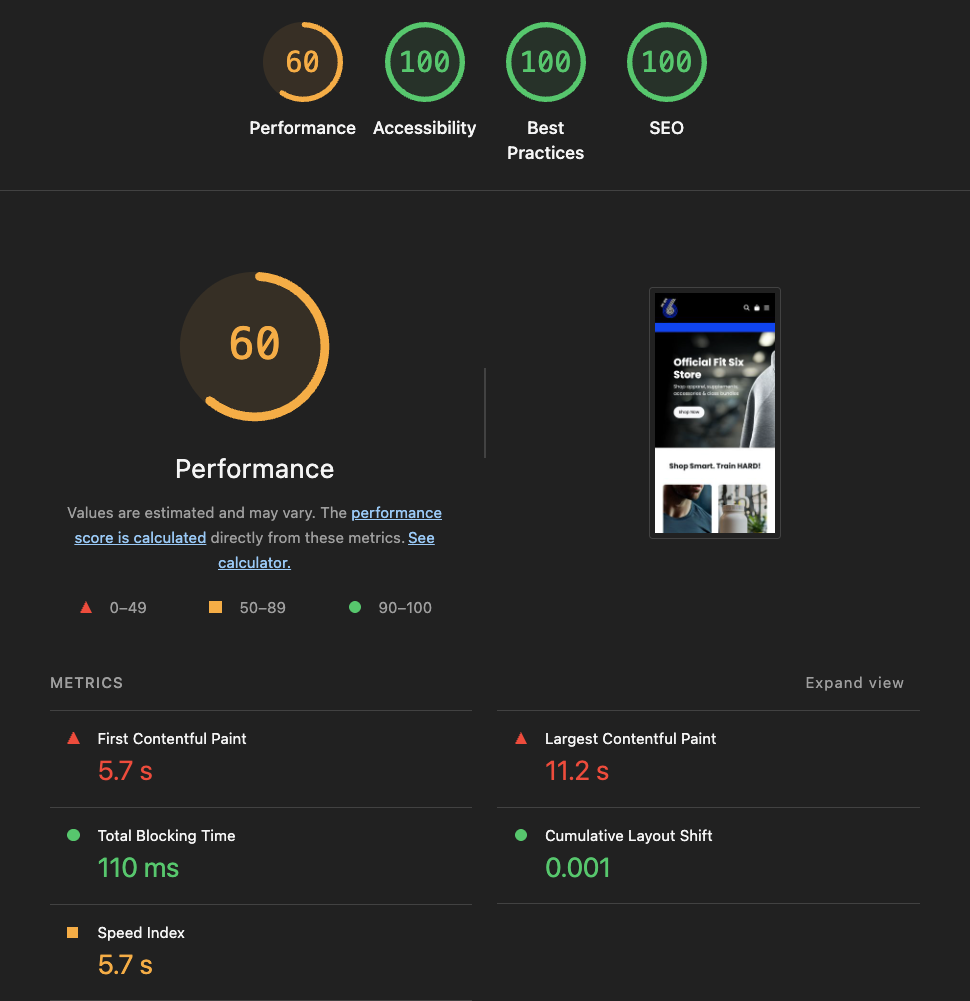 60
100
100
100
Performance
Accessibility
Best
Practices
SEO
60
Performance
Values are estimated and may vary. The performance
score is calculated directly from these metrics. See
calculator.
0–49
50–89
90–100
Official Fit Six
Store
Shop apparel, supplements,
accessories & class bundles
Shop Now
Shop Smart. Train HARD!
METRICS
Expand view
First Contentful Paint
5.7 s
Largest Contentful Paint
11.2 s
Total Blocking Time
110 ms
Cumulative Layout Shift
0.001
Speed Index
5.7 s